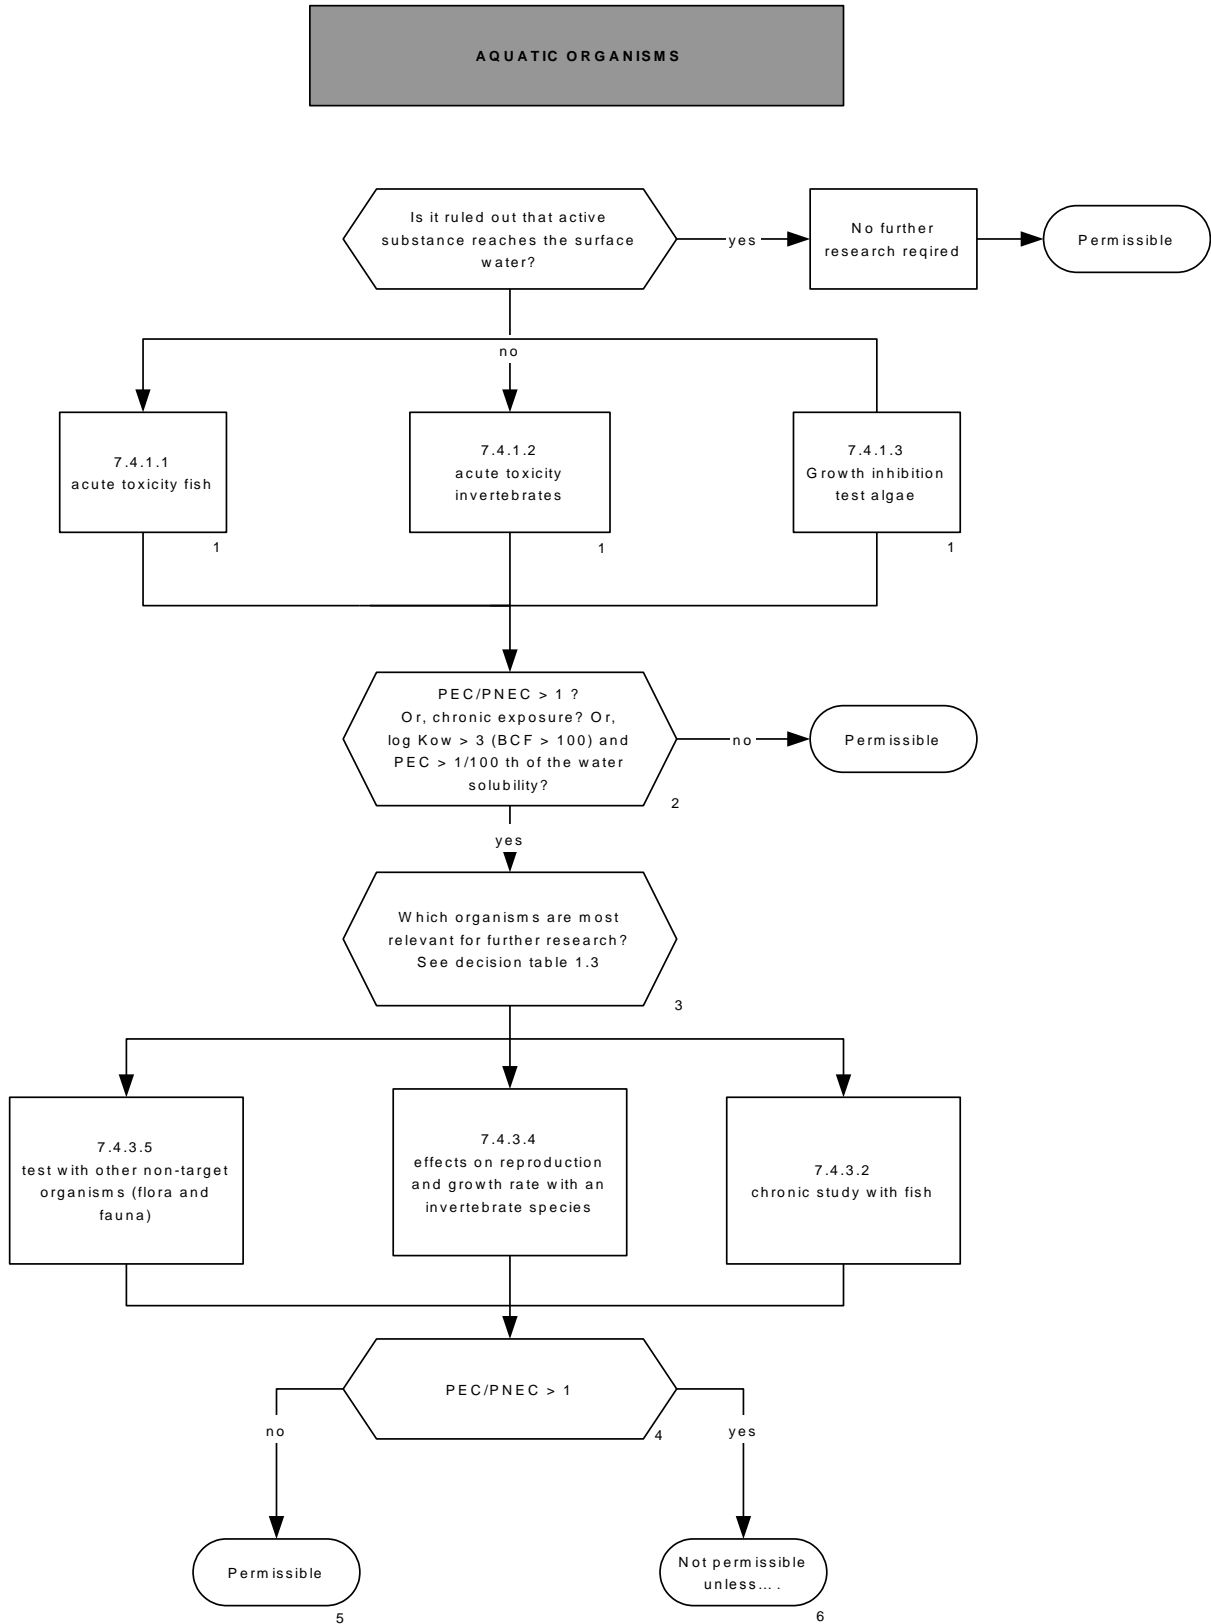 AQUATIC ORGANISMS
Is it ruled out that active
substance reaches the surface
water?
yes
No further
research reqired
Permissible
no
7.4.1.1
acute toxicity fish
1
7.4.1.2
acute toxicity
invertebrates
1
7.4.1.3
Growth inhibition
test algae
1
PEC/PNEC > 1 ?
Or, chronic exposure? Or,
log Kow > 3 (BCF > 100) and
PEC > 1/100 th of the water
solubility?
2
no
Permissible
yes
Which organisms are most
relevant for further research?
See decision table 1.3
3
7.4.3.5
test with other non-target
organisms (flora and
fauna)
7.4.3.4
effects on reproduction
and growth rate with an
invertebrate species
7.4.3.2
chronic study with fish
PEC/PNEC > 1
4
no
yes
Permissible
5
Not permissible
unless....
6